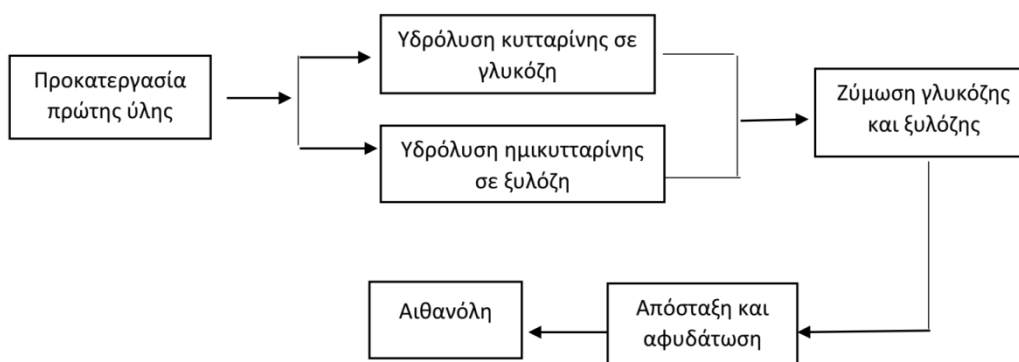 Προκατεργασία
πρώτης ύλης
Υδρόλυση κυτταρίνης σε
γλυκόζη
Υδρόλυση ημικυτταρίνης
σε ξυλόζη
Ζύμωση γλυκόζης
και ξυλόζης
Απόσταξη και
αφυδάτωση
Αιθανόλη